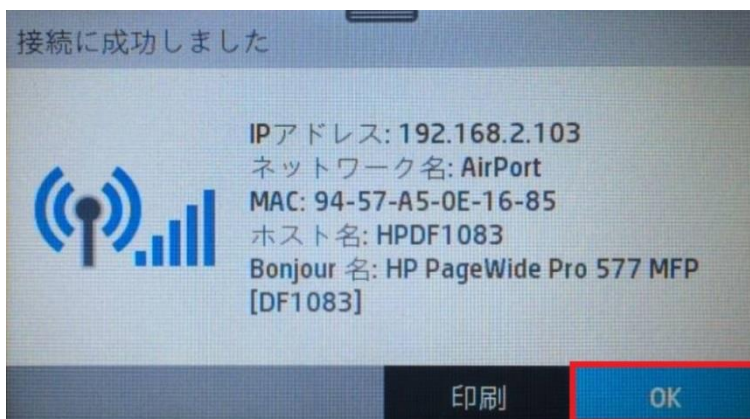 接続に成功しました
IPアドレス: 192.168.2.103
ネットワーク名: AirPort
MAC: 94-57-A5-0E-16-85
ホスト名: HPDF1083
Bonjour 名: HP PageWide Pro 577 MFP
[DF1083]
印刷
OK